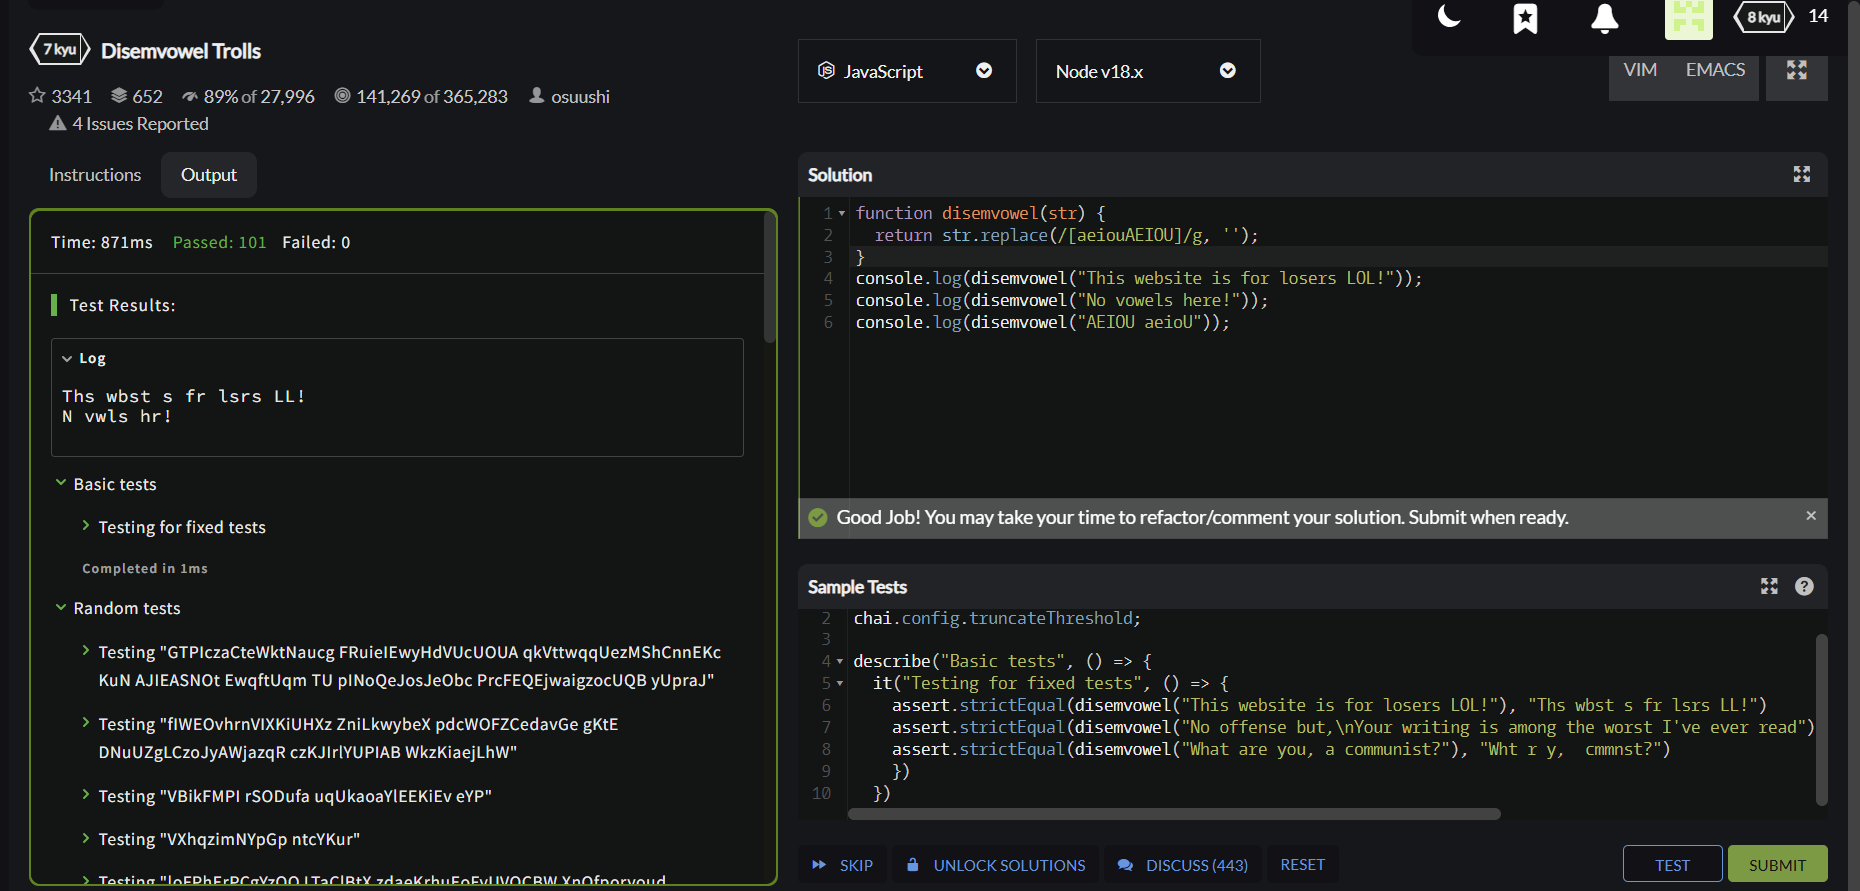 7 kyu Disemvowel Trolls
3341 652 89% of 27,996 141,269 of 365,283 osuushi
4 Issues Reported
Instructions Output
Time: 871ms Passed: 101 Failed: 0
Test Results:
Log
Ths wbst s fr lsrs LL!
N vwls hr!
Basic tests
Testing for fixed tests
Completed in 1ms
Random tests
Testing "GTPIczaCteWktNaucg FRuieIEwyHdVUcUOUA qkVttwqqUezMShCnnEKc
KuN AJIEASNOt EwqftUqm TU pINoQeJosJeObc PrcFEQEjwaigzocUQB yUpraJ"
Testing "fIWEOvhrnVIXKiUHXz ZniLkwybeX pdcWOFZCedavGe gKtE
DNuUZgLCzoJyAWjazqR czKJIrlYUPIAB WkzKiaejLhW"
Testing "VBikFMPI rSODufa uqUkaoaYlEEKiEv eYP"
Testing "VXhqzimNYpGp ntcYKur"
Testing
8 kyu 14
JavaScript
Node v18.x
VIM EMACS
Solution
1 function disemvowel(str) {
2 return str.replace(/[aeiouAEIOU]/g, '');
3 }
4 console.log(disemvowel("This website is for losers LOL!"));
5 console.log(disemvowel("No vowels here!"));
6 console.log(disemvowel("AEIOU aeioU"));
Good Job! You may take your time to refactor/comment your solution. Submit when ready.
Sample Tests
2 chai.config.truncateThreshold;
3
4 describe("Basic tests", () => {
5 it("Testing for fixed tests", () => {
6 assert.strictEqual(disemvowel("This website is for losers LOL!"), "Ths wbst s fr lsrs LL!")
7 assert.strictEqual(disemvowel("No offense but,\nYour writing is among the worst I've ever read")
8 assert.strictEqual(disemvowel("What are you, a communist?"), "Wht r y,  cmmnst?")
9 })
10 })
SKIP UNLOCK SOLUTIONS DISCUSS (443) RESET TEST SUBMIT